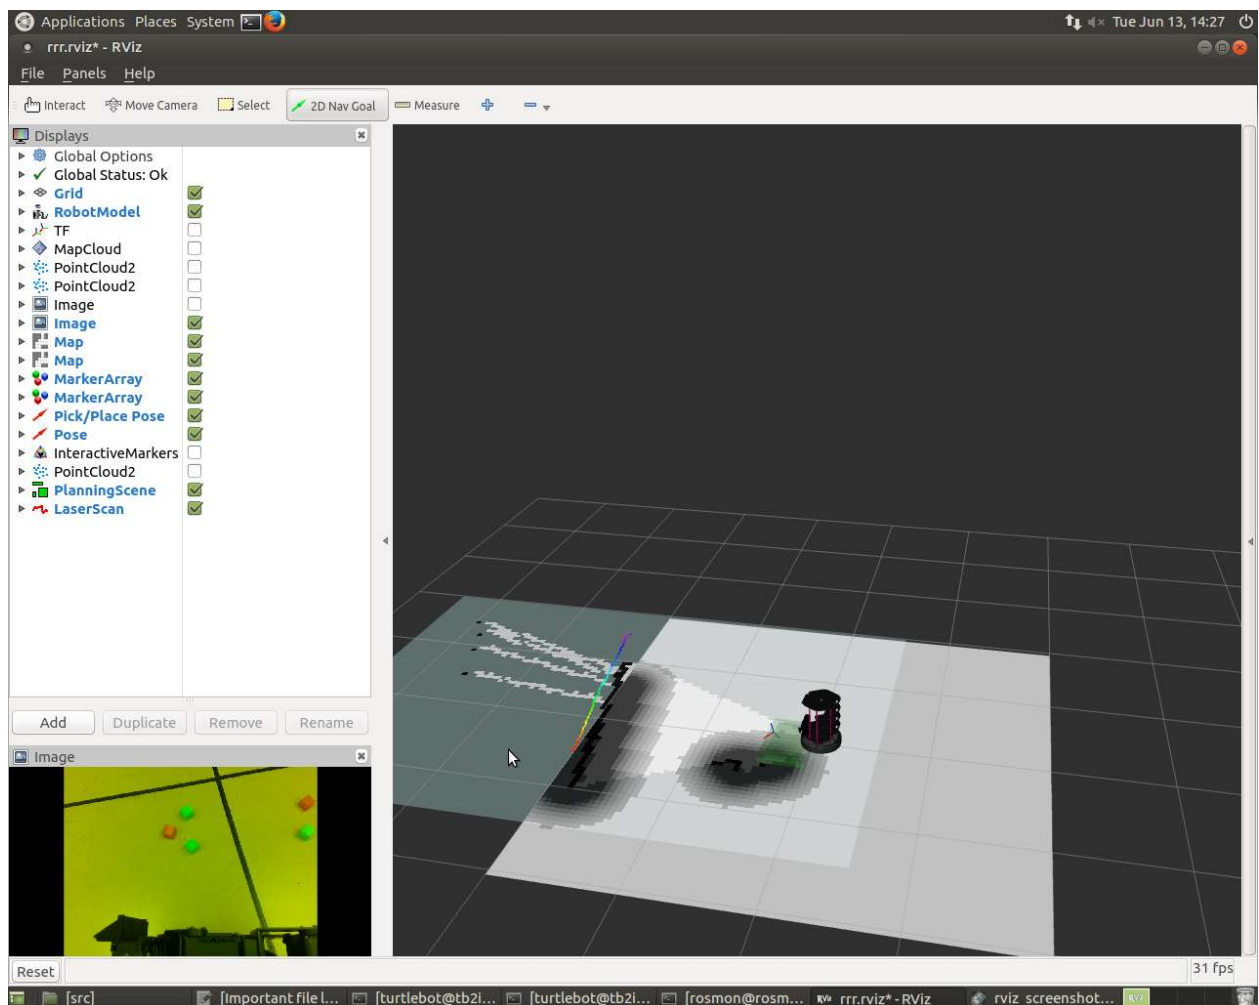 Applications Places System Tue Jun 13, 14:27
rrr.rviz* - RViz
File Panels Help
Interact Move Camera Select 2D Nav Goal Measure
Displays
Global Options
Global Status: Ok
Grid
RobotModel
TF
MapCloud
PointCloud2
PointCloud2
Image
Image
Map
Map
MarkerArray
MarkerArray
Pick/Place Pose
Pose
InteractiveMarkers
PointCloud2
PlanningScene
LaserScan
Add Duplicate Remove Rename
Image
Reset 31 fps
[src] [Important file l... [turtlebot@tb2i... [turtlebot@tb2i... [rosmon@rosm... rrr.rviz* - RViz rviz screenshot...